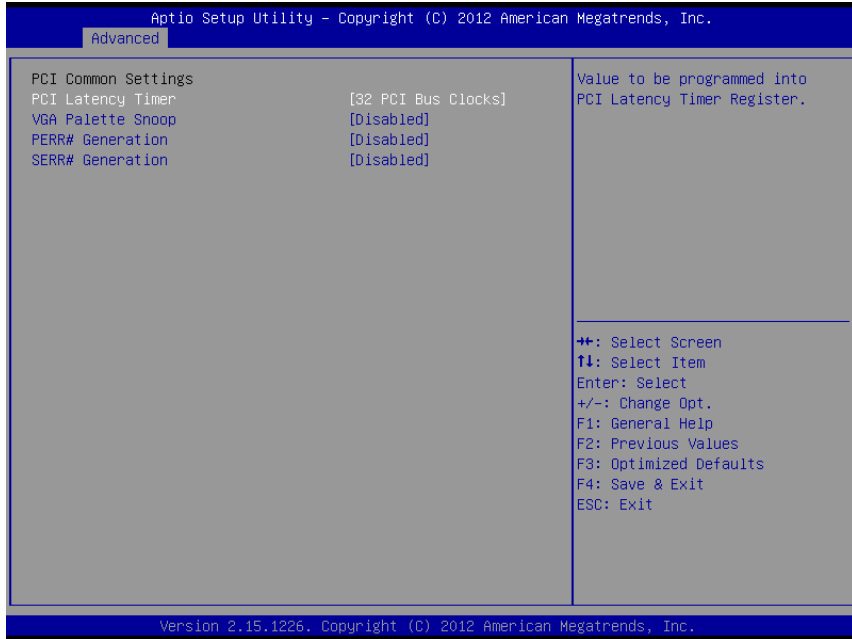 Aptio Setup Utility – Copyright (C) 2012 American Megatrends, Inc.
Advanced
PCI Common Settings
PCI Latency Timer [32 PCI Bus Clocks]
VGA Palette Snoop [Disabled]
PERR# Generation [Disabled]
SERR# Generation [Disabled]
Value to be programmed into
PCI Latency Timer Register.
→←: Select Screen
↑↓: Select Item
Enter: Select
+/-: Change Opt.
F1: General Help
F2: Previous Values
F3: Optimized Defaults
F4: Save & Exit
ESC: Exit
Version 2.15.1226. Copyright (C) 2012 American Megatrends, Inc.